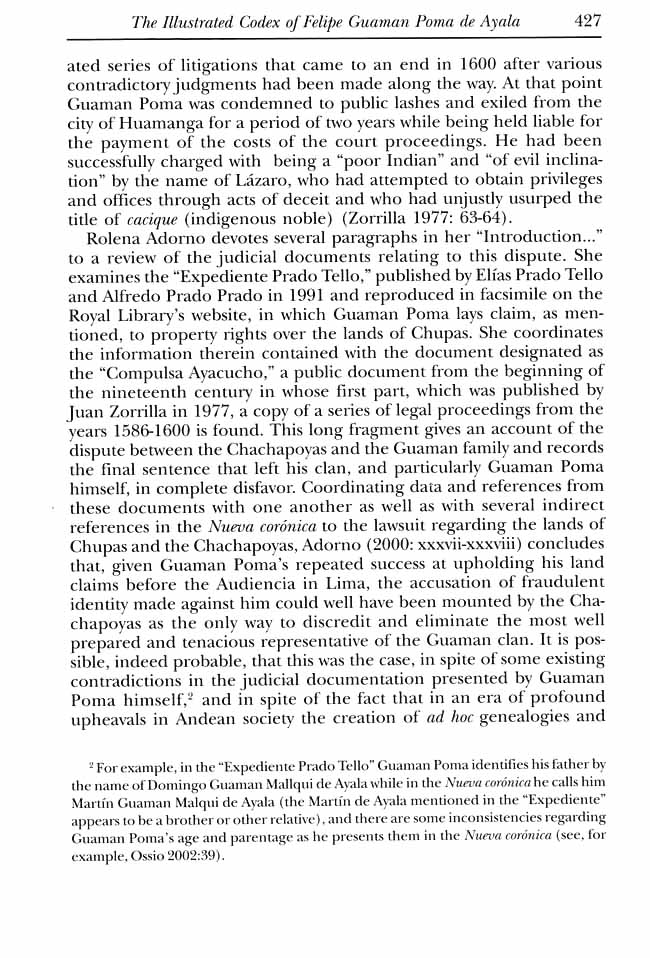 The Illustrated Codex of Felipe Guaman Poma de Ayala 427
ated series of litigations that came to an end in 1600 after various
contradictory judgments had been made along the way. At that point
Guaman Poma was condemned to public lashes and exiled from the
city of Huamanga for a period of two years while being held liable for
the payment of the costs of the court proceedings. He had been
successfully charged with being a “poor Indian” and “of evil inclina-
tion” by the name of Lázaro, who had attempted to obtain privileges
and offices through acts of deceit and who had unjustly usurped the
title of cacique (indigenous noble) (Zorrilla 1977: 63-64).
Rolena Adorno devotes several paragraphs in her “Introduction...”
to a review of the judicial documents relating to this dispute. She
examines the “Expediente Prado Tello,” published by Elías Prado Tello
and Alfredo Prado Prado in 1991 and reproduced in facsimile on the
Royal Library’s website, in which Guaman Poma lays claim, as men-
tioned, to property rights over the lands of Chupas. She coordinates
the information therein contained with the document designated as
the “Compulsa Ayacucho,” a public document from the beginning of
the nineteenth century in whose first part, which was published by
Juan Zorrilla in 1977, a copy of a series of legal proceedings from the
years 1586-1600 is found. This long fragment gives an account of the
dispute between the Chachapoyas and the Guaman family and records
the final sentence that left his clan, and particularly Guaman Poma
himself, in complete disfavor. Coordinating data and references from
these documents with one another as well as with several indirect
references in the Nueva corónica to the lawsuit regarding the lands of
Chupas and the Chachapoyas, Adorno (2000: xxxvii-xxxviii) concludes
that, given Guaman Poma’s repeated success at upholding his land
claims before the Audiencia in Lima, the accusation of fraudulent
identity made against him could well have been mounted by the Cha-
chapoyas as the only way to discredit and eliminate the most well
prepared and tenacious representative of the Guaman clan. It is pos-
sible, indeed probable, that this was the case, in spite of some existing
contradictions in the judicial documentation presented by Guaman
Poma himself,² and in spite of the fact that in an era of profound
upheavals in Andean society the creation of ad hoc genealogies and
² For example, in the “Expediente Prado Tello” Guaman Poma identifies his father by
the name of Domingo Guaman Mallqui de Ayala while in the Nueva corónica he calls him
Martín Guaman Malqui de Ayala (the Martín de Ayala mentioned in the “Expediente”
appears to be a brother or other relative), and there are some inconsistencies regarding
Guaman Poma’s age and parentage as he presents them in the Nueva corónica (see, for
example, Ossio 2002:39).